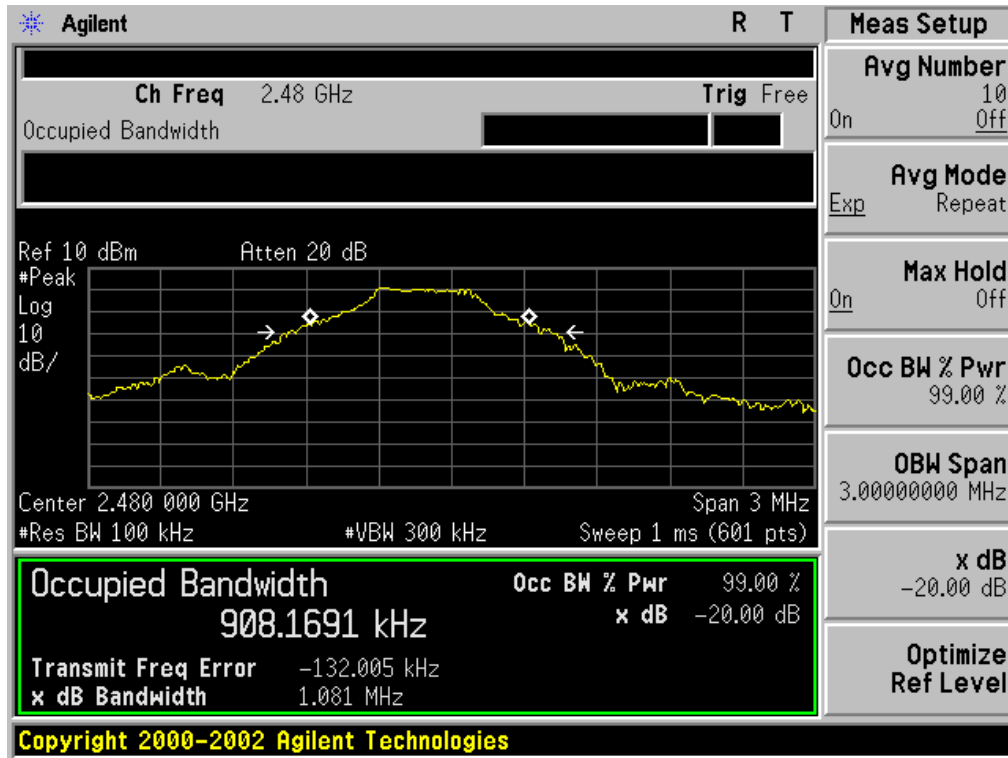 Agilent R T
Ch Freq 2.48 GHz Trig Free
Occupied Bandwidth
Ref 10 dBm Atten 20 dB
#Peak
Log
10
dB/
Center 2.480 000 GHz Span 3 MHz
#Res BW 100 kHz #VBW 300 kHz Sweep 1 ms (601 pts)
Occupied Bandwidth Occ BW % Pwr 99.00 %
908.1691 kHz x dB -20.00 dB
Transmit Freq Error -132.005 kHz
x dB Bandwidth 1.081 MHz
Copyright 2000-2002 Agilent Technologies
Meas Setup
Avg Number
10
On Off
Avg Mode
Exp Repeat
Max Hold
On Off
Occ BW % Pwr
99.00 %
OBW Span
3.00000000 MHz
x dB
-20.00 dB
Optimize
Ref Level